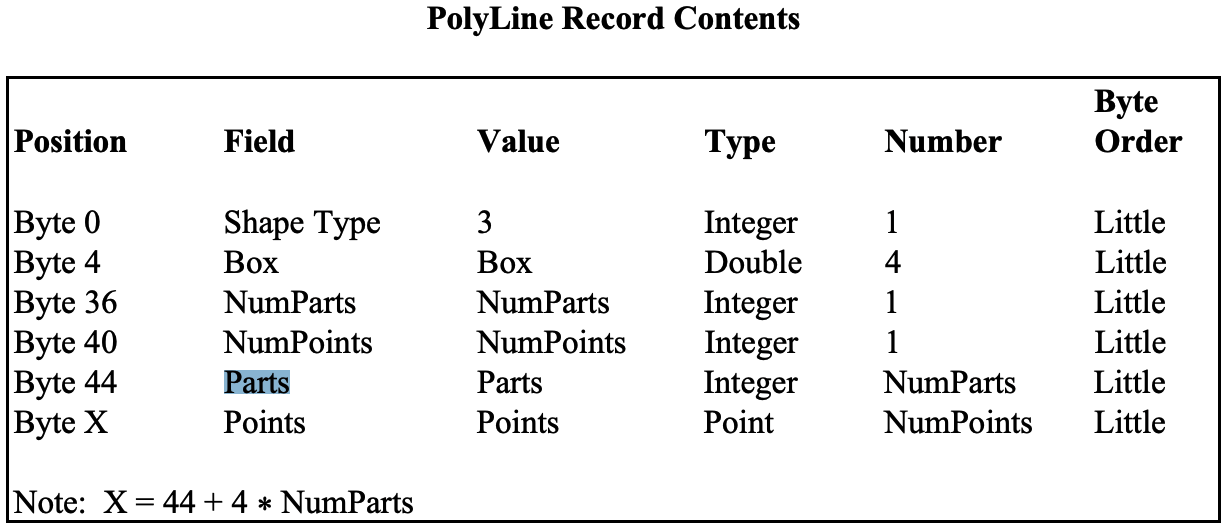 PolyLine Record Contents
Byte
Position Field Value Type Number Order
Byte 0 Shape Type 3 Integer 1 Little
Byte 4 Box Box Double 4 Little
Byte 36 NumParts NumParts Integer 1 Little
Byte 40 NumPoints NumPoints Integer 1 Little
Byte 44 Parts Parts Integer NumParts Little
Byte X Points Points Point NumPoints Little
Note: X = 44 + 4 * NumParts